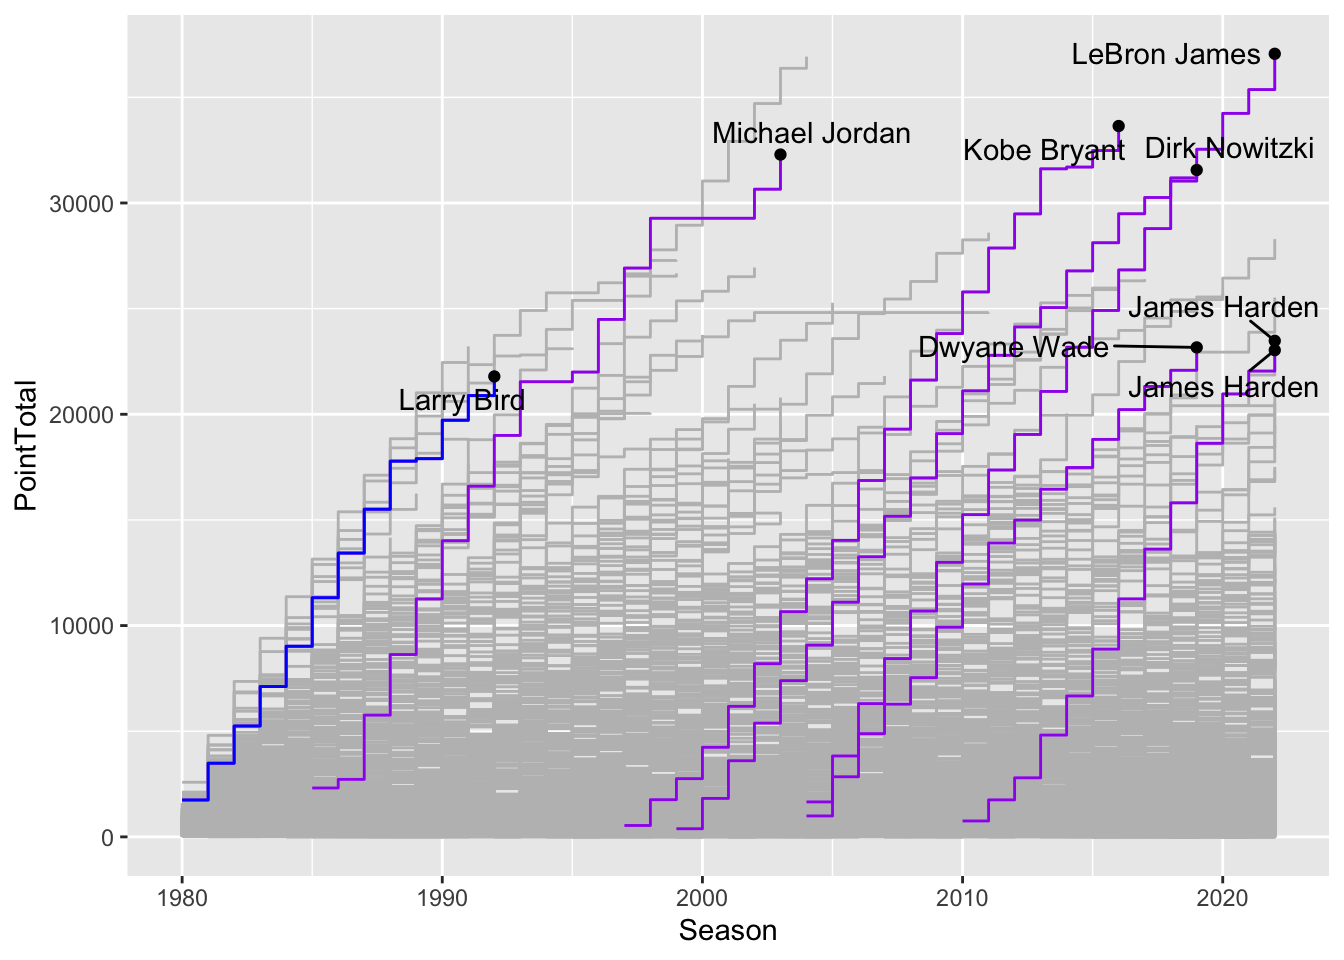 LeBron James
Michael Jordan
Kobe Bryant
Dirk Nowitzki
30000
James Harden
Dwyane Wade
James Harden
Larry Bird
20000
PointTotal
10000
0
1980
1990
2000
2010
2020
Season